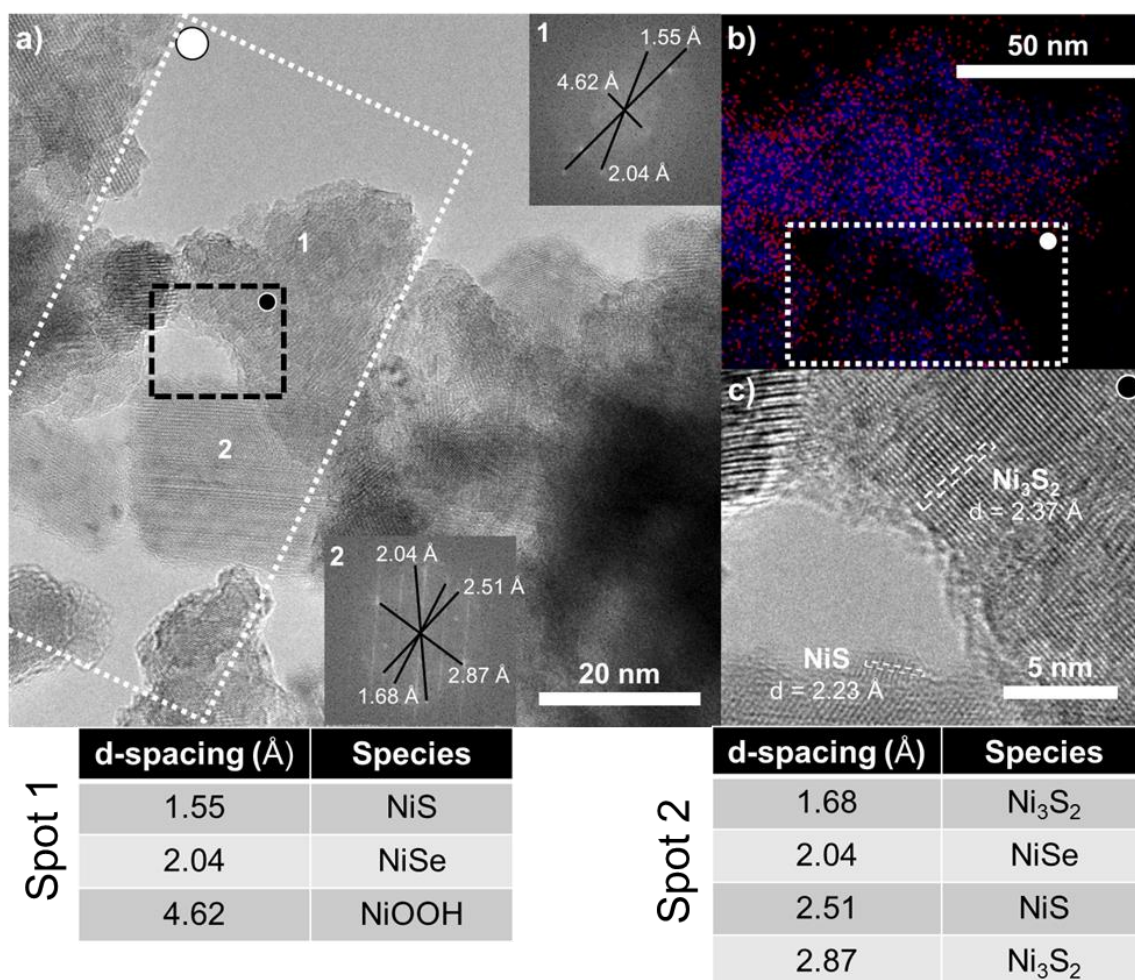 a)
1
2
20 nm
1
1.55 Å
4.62 Å
2.04 Å
2
2.04 Å
2.51 Å
2.87 Å
1.68 Å
b)
50 nm
c)
Ni₃S₂
d = 2.37 Å
NiS
d = 2.23 Å
5 nm
Spot 1
d-spacing (Å) Species
1.55 NiS
2.04 NiSe
4.62 NiOOH
Spot 2
d-spacing (Å) Species
1.68 Ni₃S₂
2.04 NiSe
2.51 NiS
2.87 Ni₃S₂